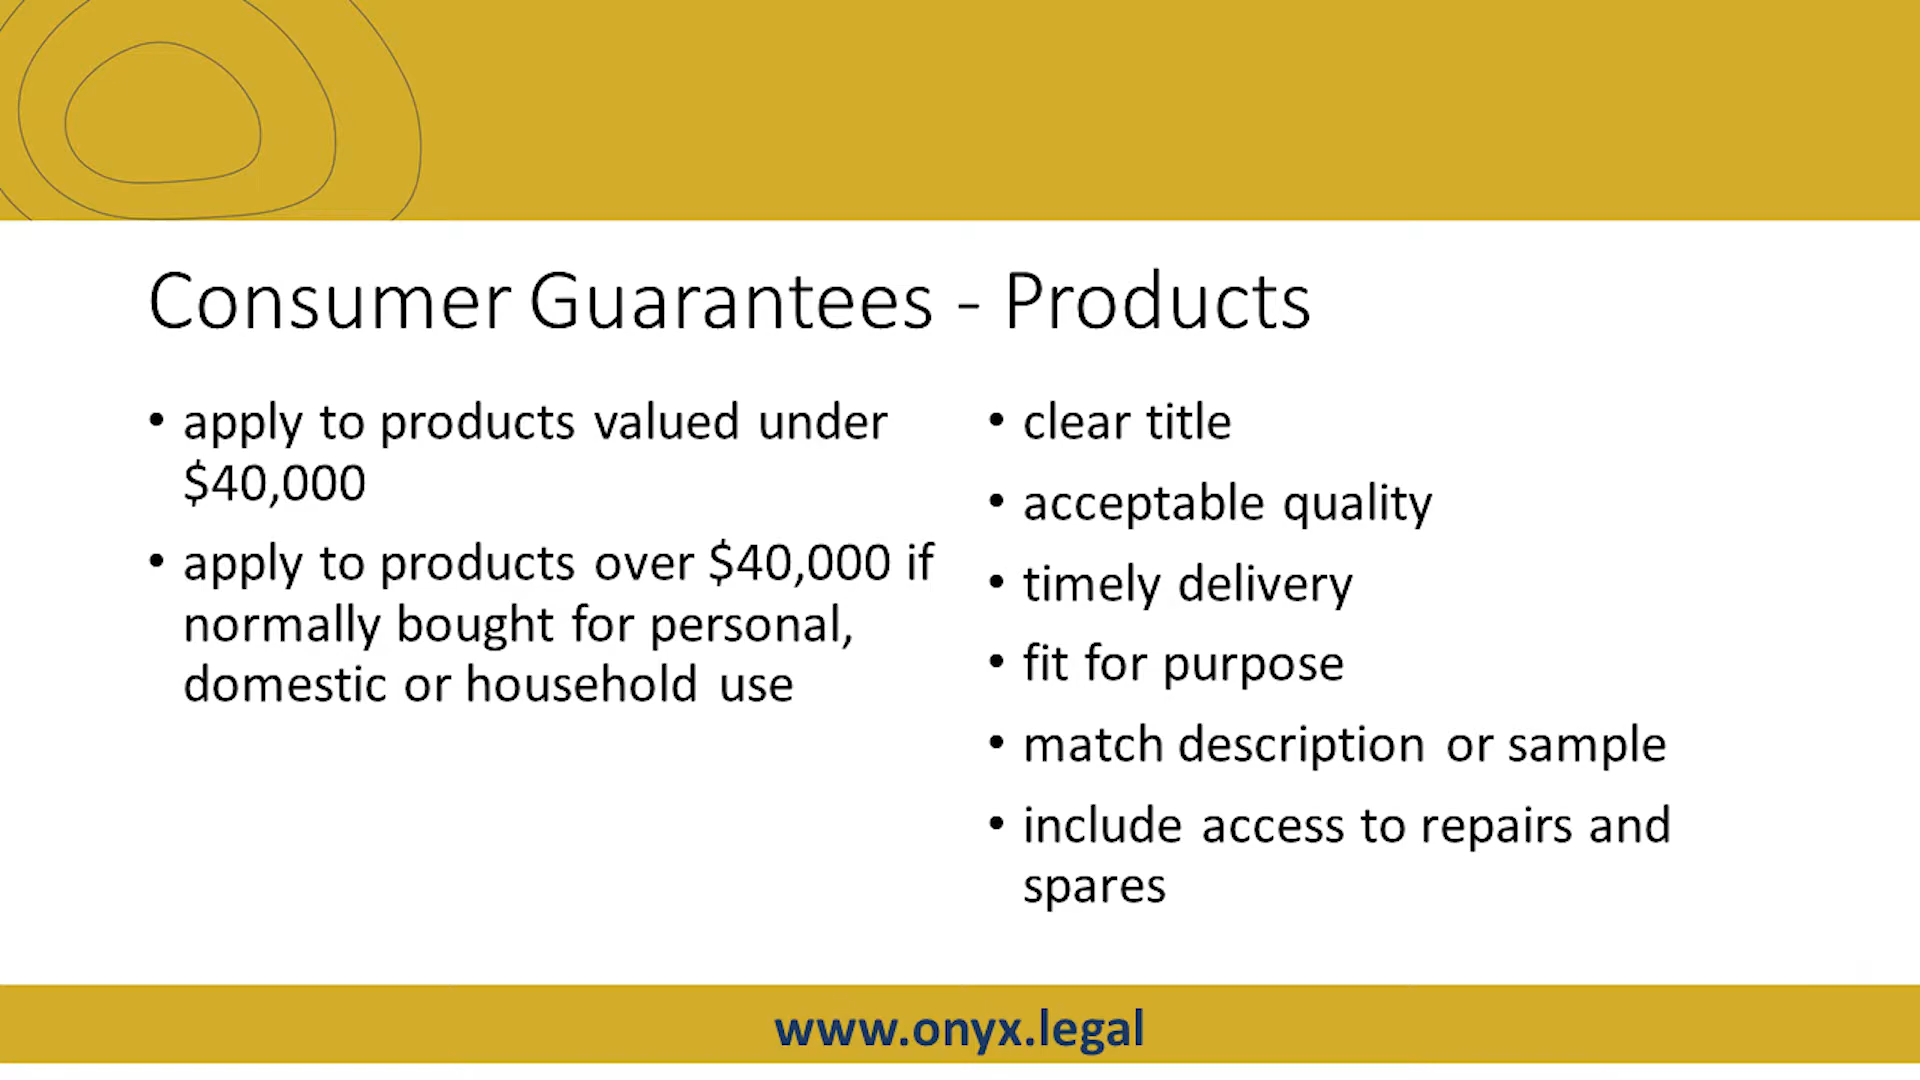 Consumer Guarantees - Products
• apply to products valued under
$40,000
• apply to products over $40,000 if
normally bought for personal,
domestic or household use
• clear title
• acceptable quality
• timely delivery
• fit for purpose
• match description or sample
• include access to repairs and
spares
www.onyx.legal